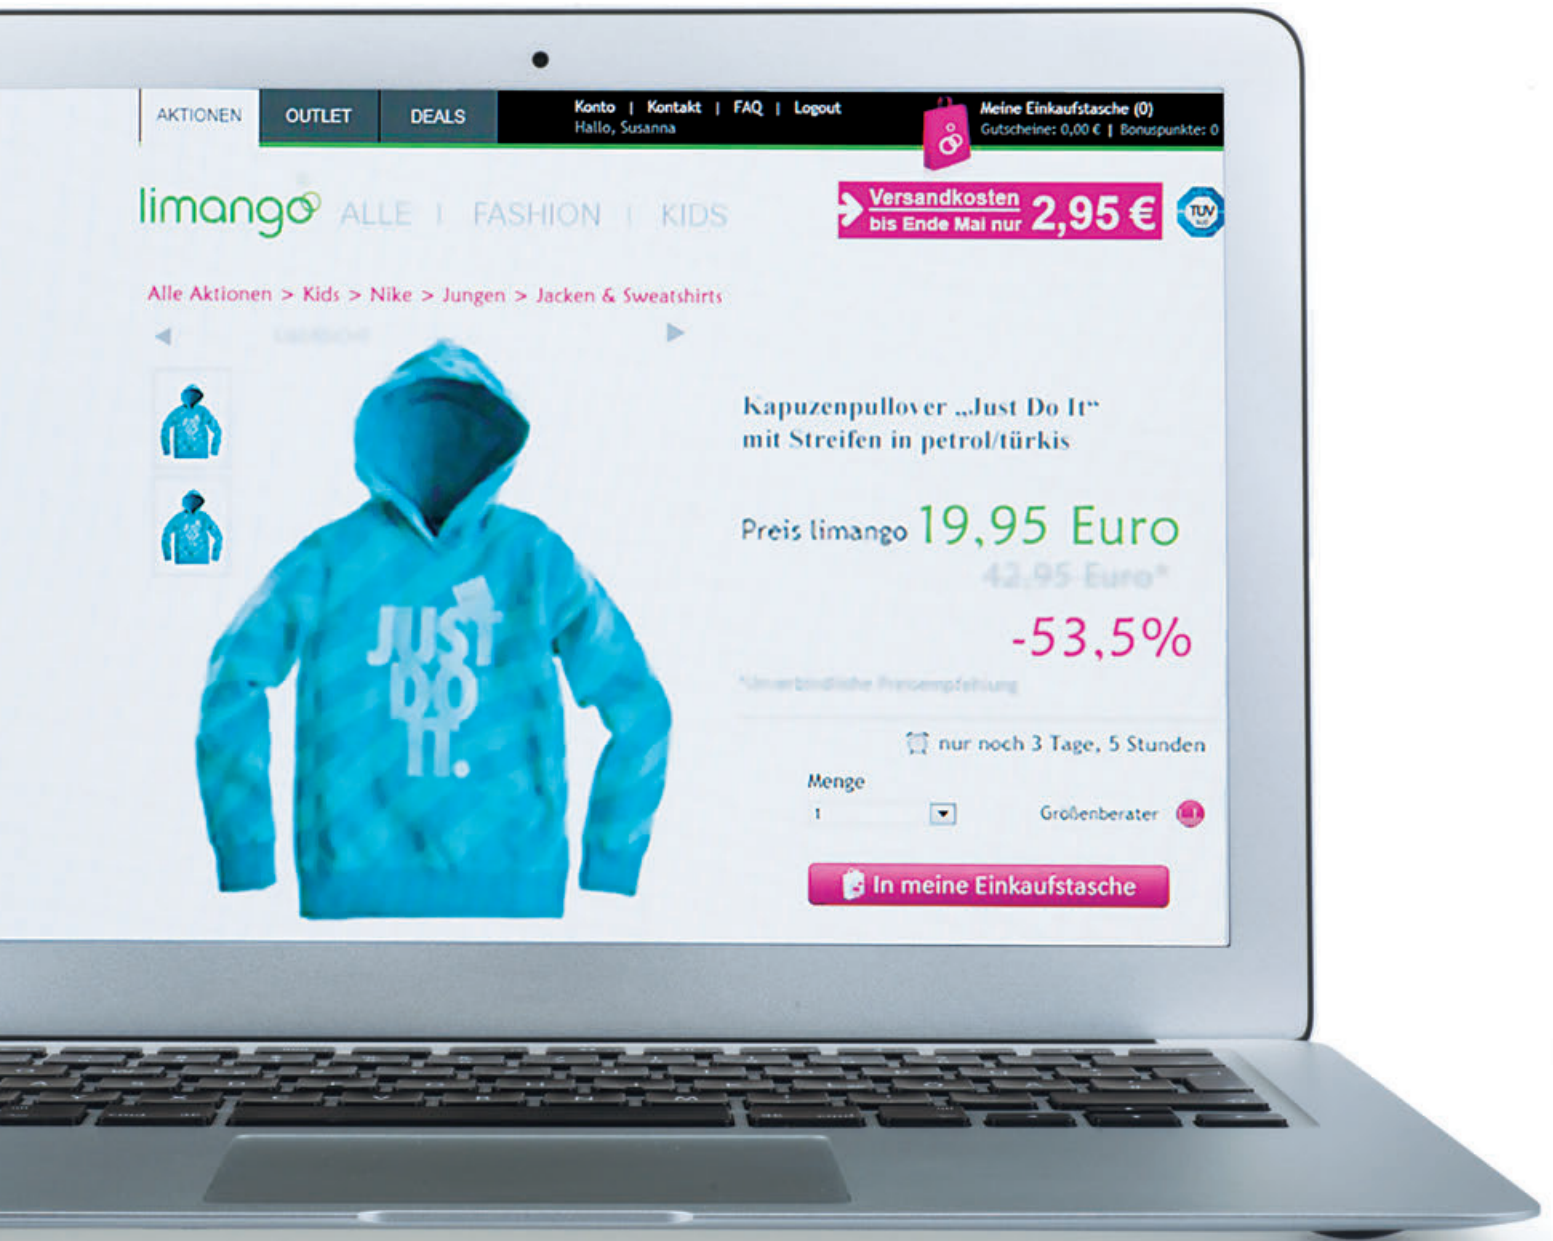 AKTIONEN OUTLET DEALS
Konto | Kontakt | FAQ | Logout
Hallo, Susanna
Meine Einkaufstasche (0)
Gutscheine: 0,00 € | Bonuspunkte: 0
limango ALLE | FASHION | KIDS
Versandkosten
bis Ende Mai nur 2,95 €
TÜV
Alle Aktionen > Kids > Nike > Jungen > Jacken & Sweatshirts
Kapuzenpullover „Just Do It“
mit Streifen in petrol/türkis
Preis limango 19,95 Euro
42,95 Euro*
-53,5%
*Unverbindliche Preisempfehlung
JUST
DO
IT.
nur noch 3 Tage, 5 Stunden
Menge
1
Größenberater
In meine Einkaufstasche